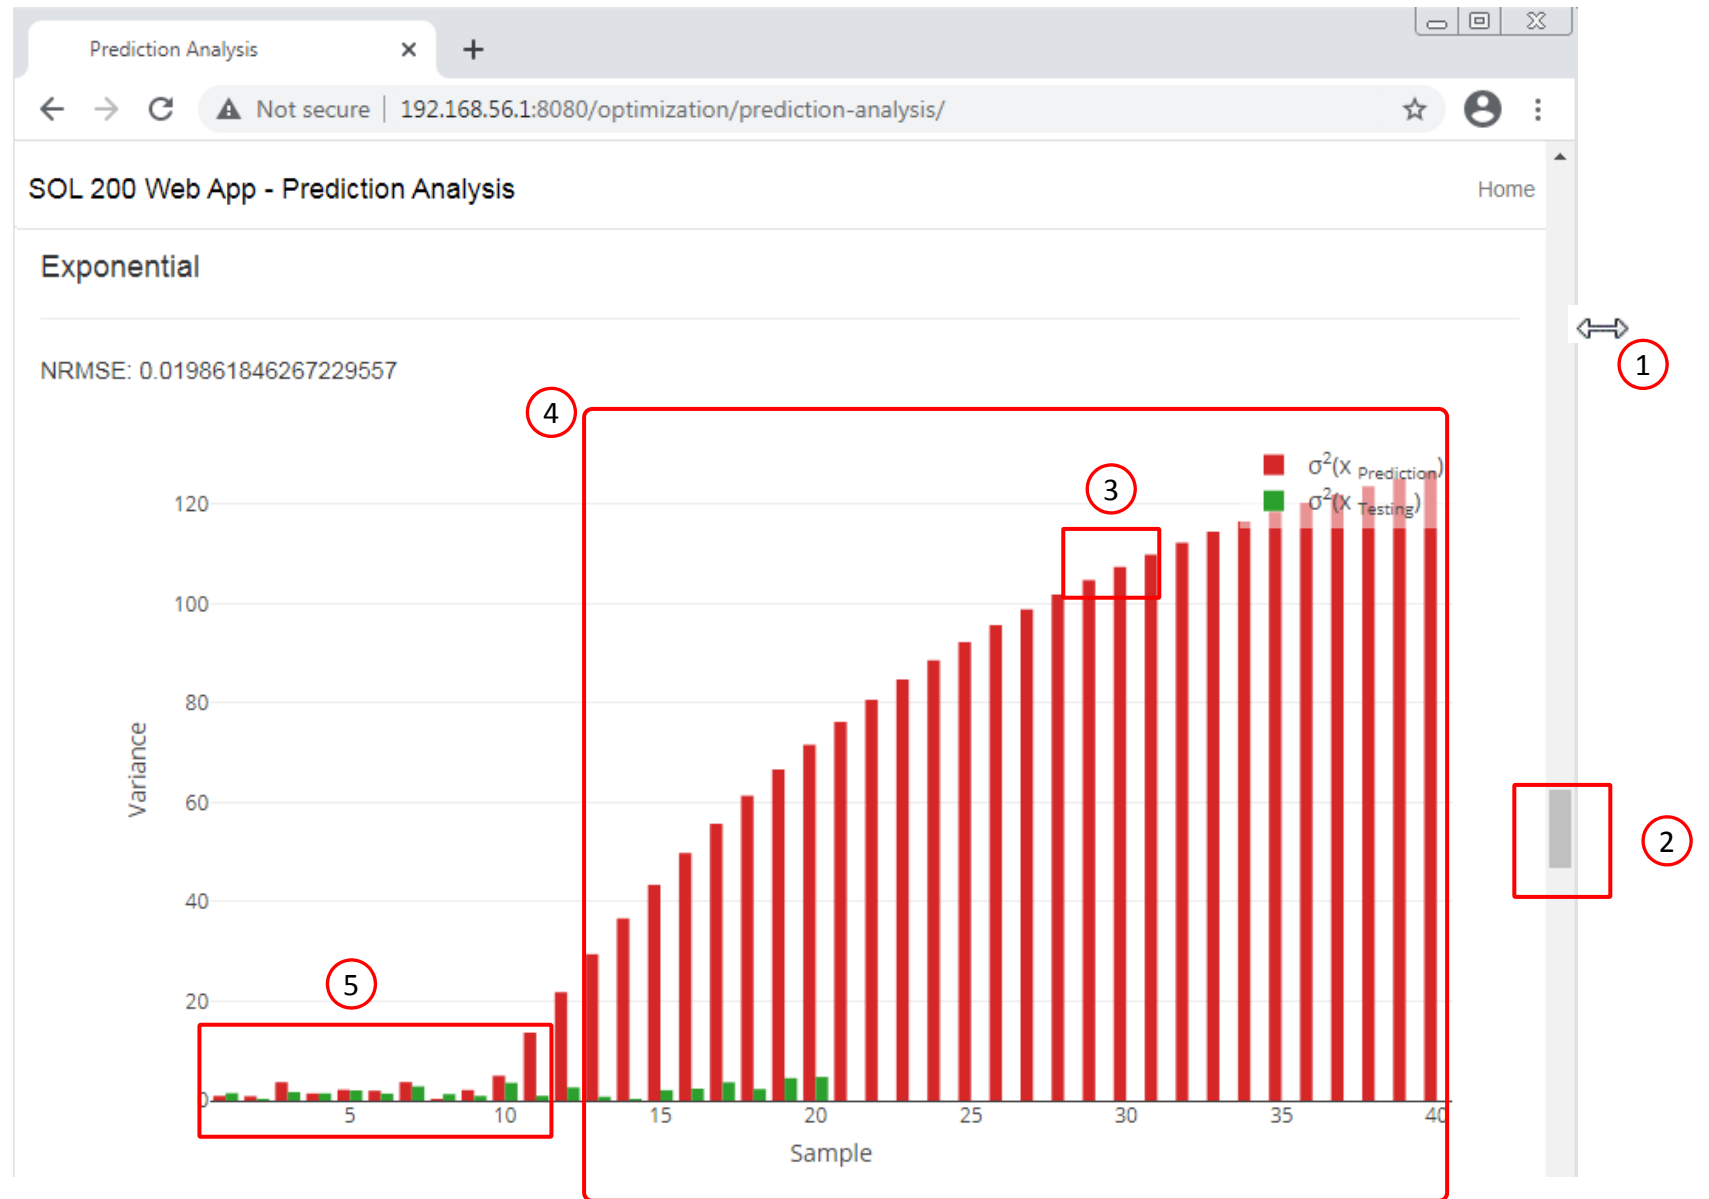 Prediction Analysis
Not secure | 192.168.56.1:8080/optimization/prediction-analysis/
SOL 200 Web App - Prediction Analysis
Home
Exponential
1
NRMSE: 0.019861846267229557
4
σ²(x Prediction)
3
σ²(x Testing)
120
100
80
Variance
60
2
40
5
20
0
5 10 15 20 25 30 35 40
Sample